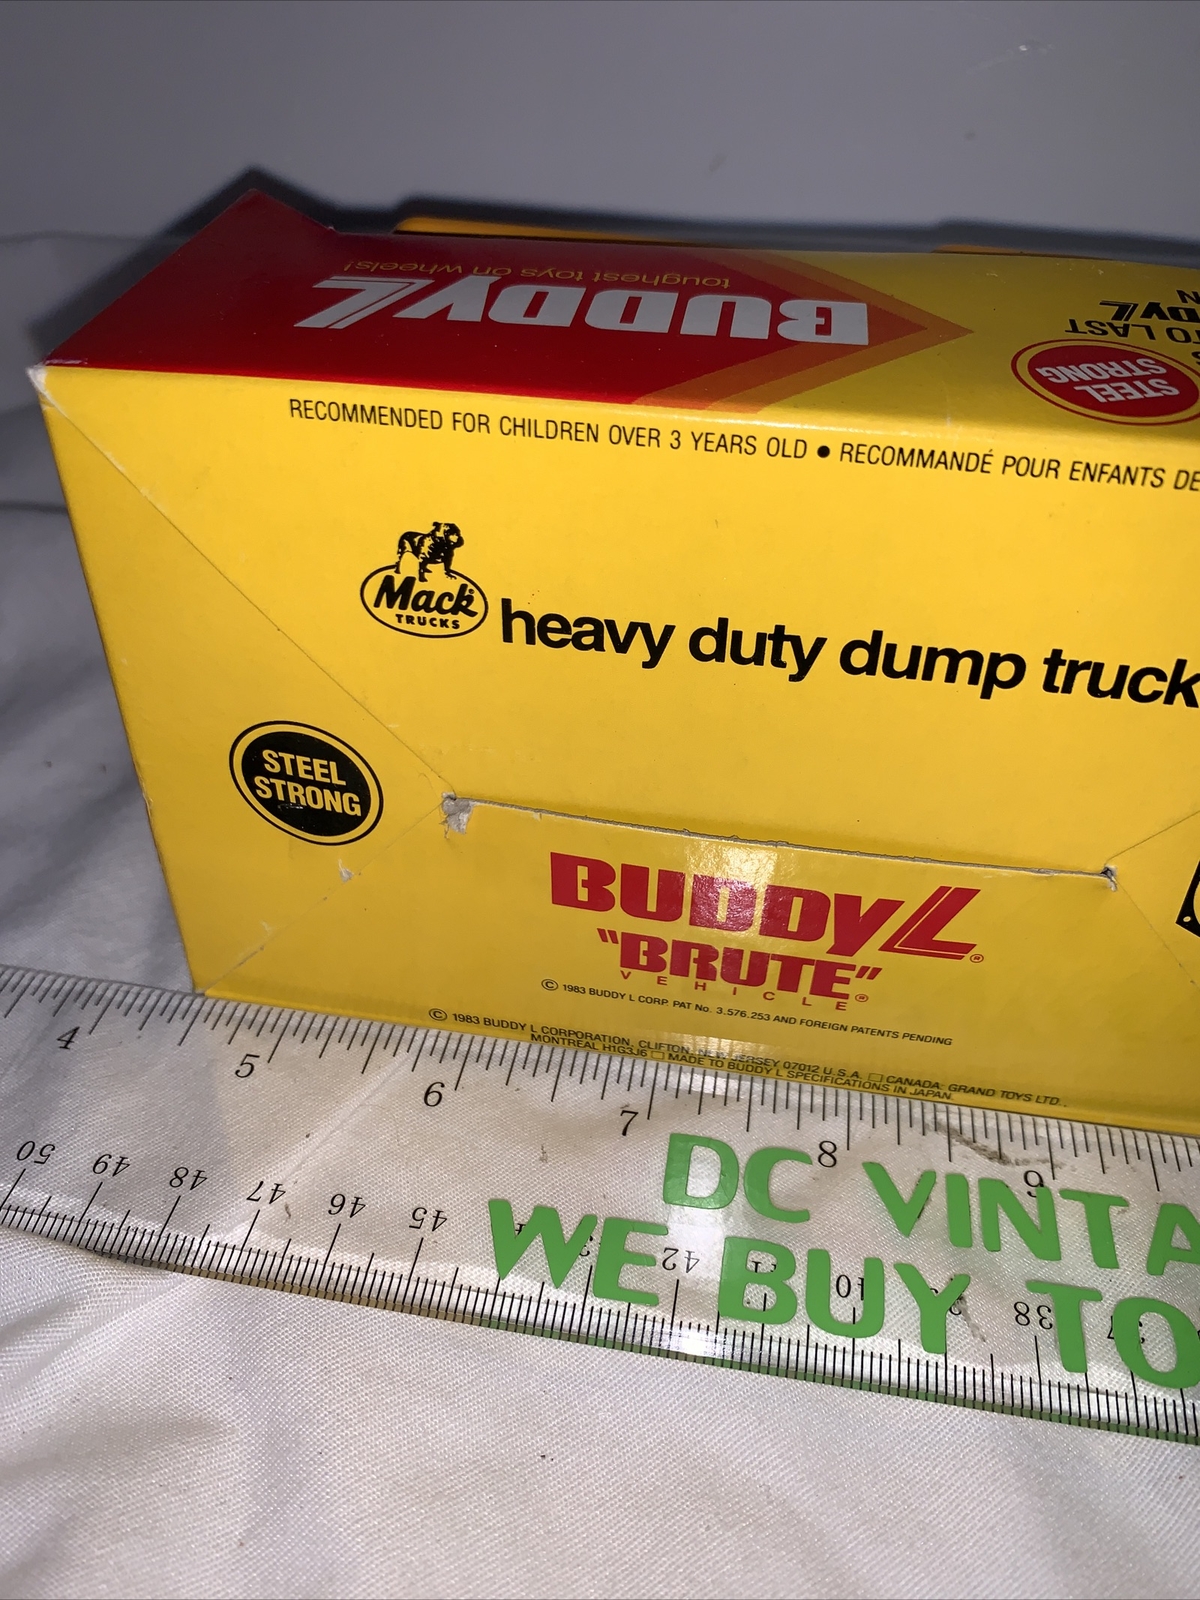 toughest toys on wheels!
BUDDY L
TO LAST
STEEL
STRONG
RECOMMENDED FOR CHILDREN OVER 3 YEARS OLD • RECOMMANDÉ POUR ENFANTS DE
Mack
TRUCKS
heavy duty dump truck
STEEL
STRONG
BUDDY L®
"BRUTE"
VEHICLE®
© 1983 BUDDY L CORP. PAT No. 3.576.253 AND FOREIGN PATENTS PENDING
© 1983 BUDDY L CORPORATION, CLIFTON, NEW JERSEY 07012 U.S.A. □ CANADA: GRAND TOYS LTD.,
MONTREAL H1G3J6 □ MADE TO BUDDY L SPECIFICATIONS IN JAPAN.
4 5 6 7 8 9
DC VINTA
WE BUY TO
50 49 48 47 46 45 42 40 38